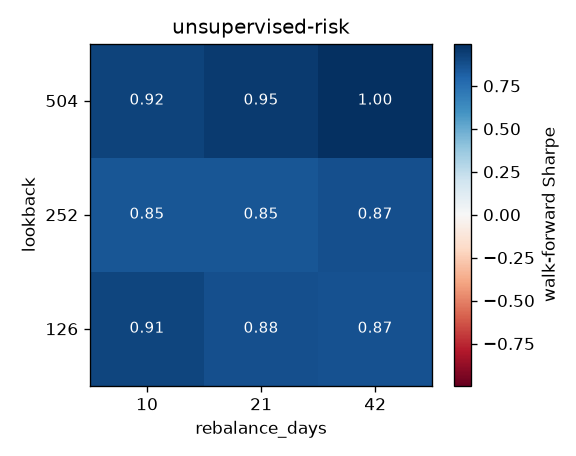 unsupervised-risk
504
0.92 0.95 1.00
252
0.85 0.85 0.87
126
0.91 0.88 0.87
10 21 42
rebalance_days
lookback
0.75
0.50
0.25
0.00
−0.25
−0.50
−0.75
walk-forward Sharpe